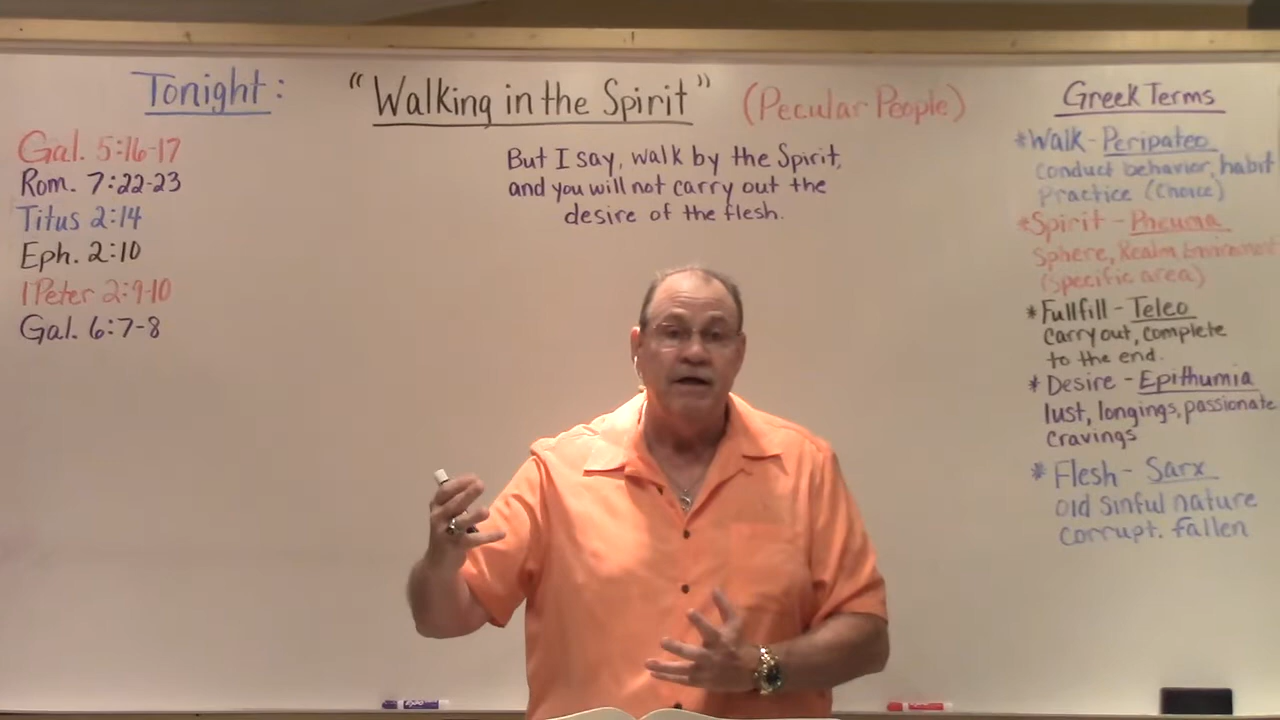 Tonight:
"Walking in the Spirit"
(Pecular People)
Gal. 5:16-17
Rom. 7:22-23
Titus 2:14
Eph. 2:10
1 Peter 2:9-10
Gal. 6:7-8
But I say, walk by the Spirit,
and you will not carry out the
desire of the flesh.
Greek Terms
*Walk - Peripateo
conduct behavior, habit
Practice (Choice)
*Spirit - Pneuma
Sphere, Realm Environment
(Specific area)
*Fullfill - Teleo
carry out, complete
to the end.
*Desire - Epithumia
lust, longings, passionate
cravings
*Flesh - Sarx
old sinful nature
corrupt. fallen